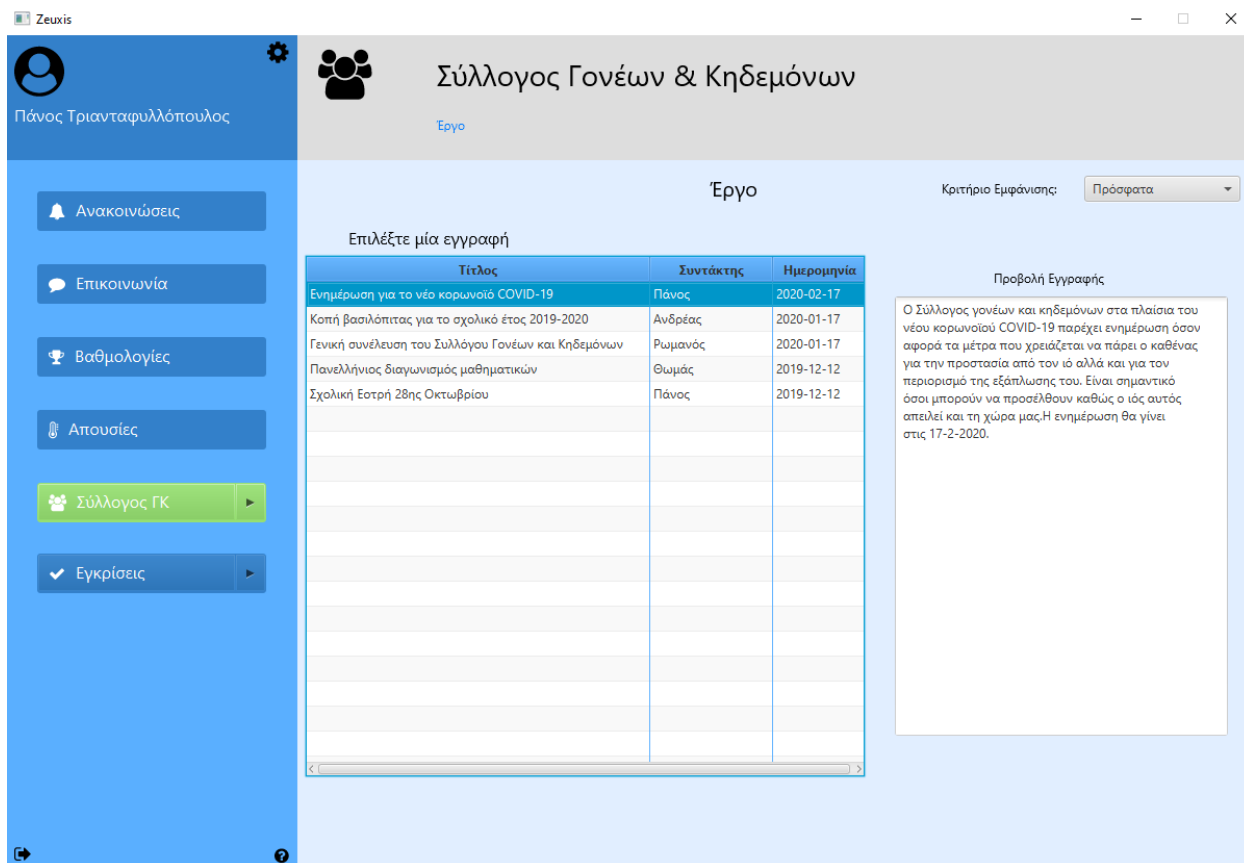 Zeuxis
Πάνος Τριανταφυλλόπουλος
Ανακοινώσεις
Επικοινωνία
Βαθμολογίες
Απουσίες
Σύλλογος ΓΚ
Εγκρίσεις
Σύλλογος Γονέων & Κηδεμόνων
Έργο
Έργο
Κριτήριο Εμφάνισης: Πρόσφατα
Επιλέξτε μία εγγραφή
Τίτλος Συντάκτης Ημερομηνία
Ενημέρωση για το νέο κορωνοϊό COVID-19 Πάνος 2020-02-17
Κοπή βασιλόπιτας για το σχολικό έτος 2019-2020 Ανδρέας 2020-01-17
Γενική συνέλευση του Συλλόγου Γονέων και Κηδεμόνων Ρωμανός 2020-01-17
Πανελλήνιος διαγωνισμός μαθηματικών Θωμάς 2019-12-12
Σχολική Εοτρή 28ης Οκτωβρίου Πάνος 2019-12-12
Προβολή Εγγραφής
Ο Σύλλογος γονέων και κηδεμόνων στα πλαίσια του
νέου κορωνοϊού COVID-19 παρέχει ενημέρωση όσον
αφορά τα μέτρα που χρειάζεται να πάρει ο καθένας
για την προστασία από τον ιό αλλά και για τον
περιορισμό της εξάπλωσης του. Είναι σημαντικό
όσοι μπορούν να προσέλθουν καθώς ο ιός αυτός
απειλεί και τη χώρα μας.Η ενημέρωση θα γίνει
στις 17-2-2020.